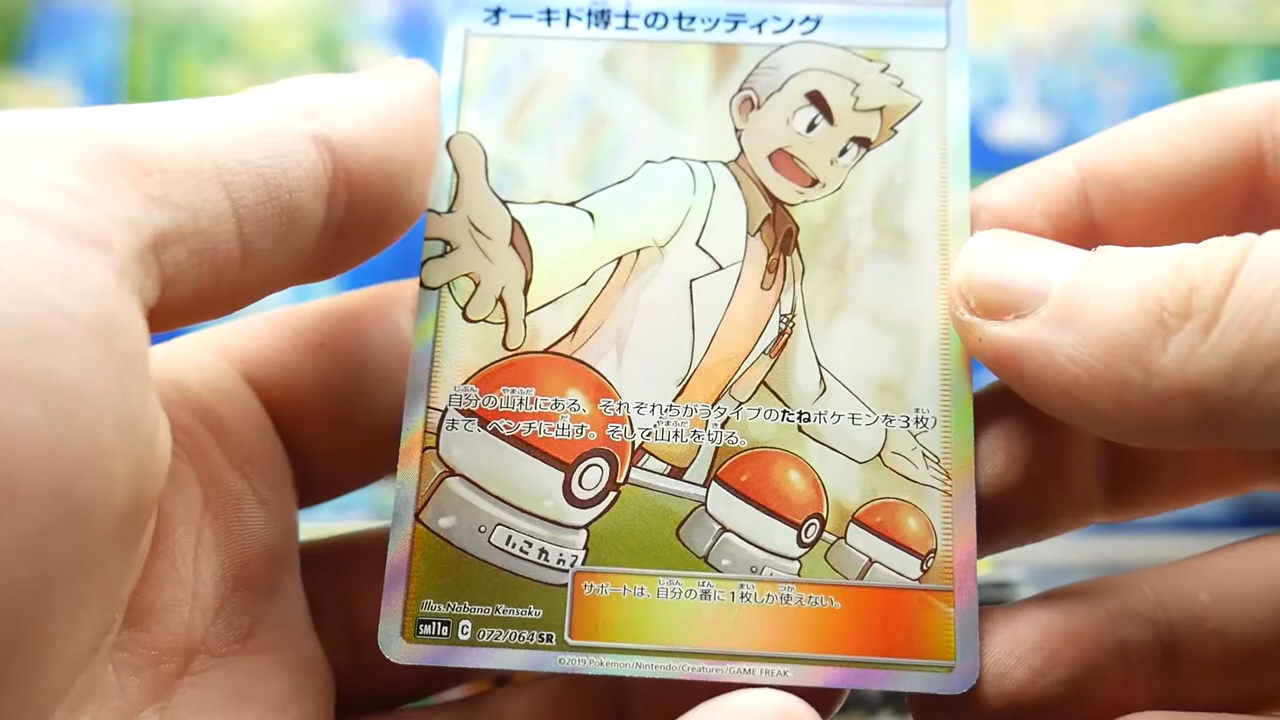 オーキド博士のセッティング
自分の山札にある、それぞれちがうタイプのたねポケモンを3枚
まで、ベンチに出す。そして山札を切る。
サポートは、自分の番に1枚しか使えない。
Illus. Nabana Kensaku
SM11a C 072/064 SR
©2019 Pokémon/Nintendo/Creatures/GAME FREAK.